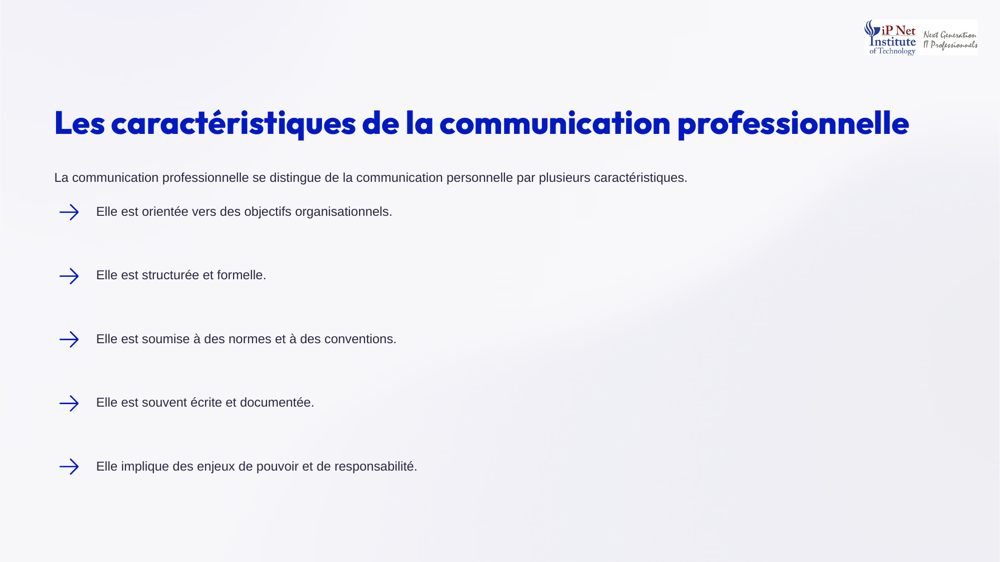 iP Net
Institute
of Technology
Next Generation
IT Professionnels
Les caractéristiques de la communication professionnelle
La communication professionnelle se distingue de la communication personnelle par plusieurs caractéristiques.
Elle est orientée vers des objectifs organisationnels.
Elle est structurée et formelle.
Elle est soumise à des normes et à des conventions.
Elle est souvent écrite et documentée.
Elle implique des enjeux de pouvoir et de responsabilité.